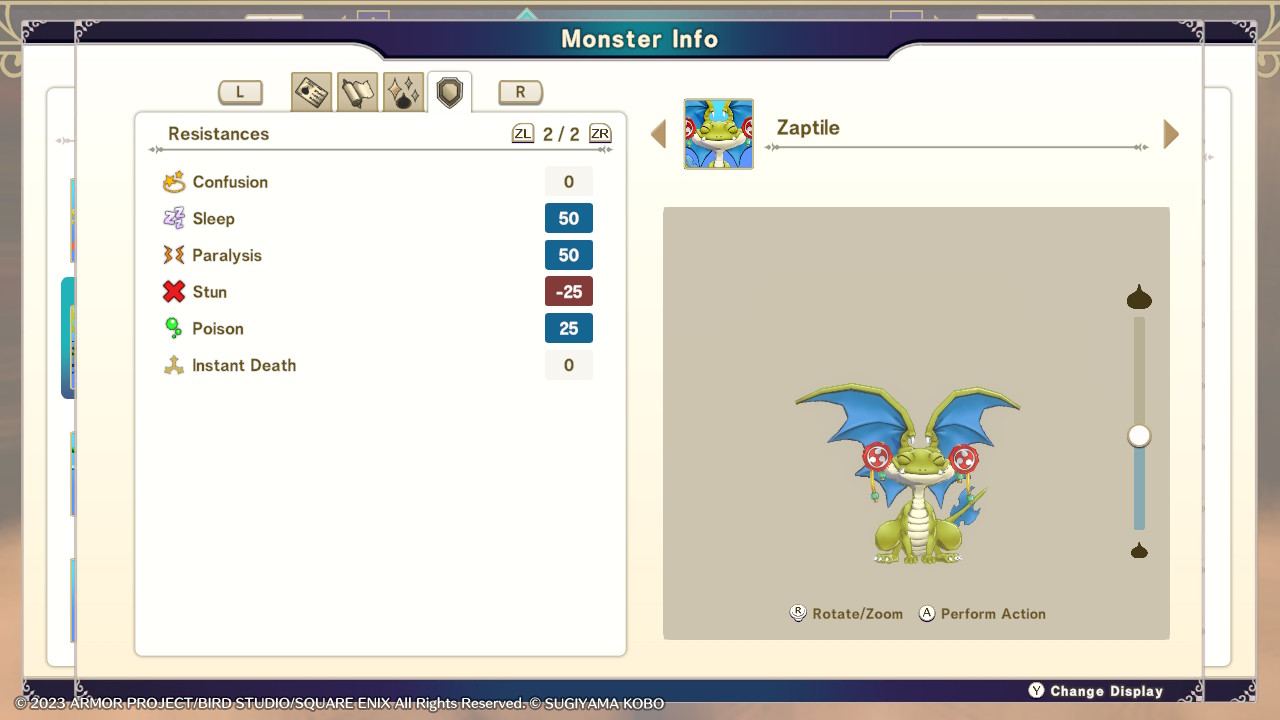 Monster Info
L
R
Resistances
ZL 2 / 2 ZR
Confusion 0
Sleep 50
Paralysis 50
Stun -25
Poison 25
Instant Death 0
Zaptile
R Rotate/Zoom A Perform Action
Y Change Display
© 2023 ARMOR PROJECT/BIRD STUDIO/SQUARE ENIX All Rights Reserved. © SUGIYAMA KOBO